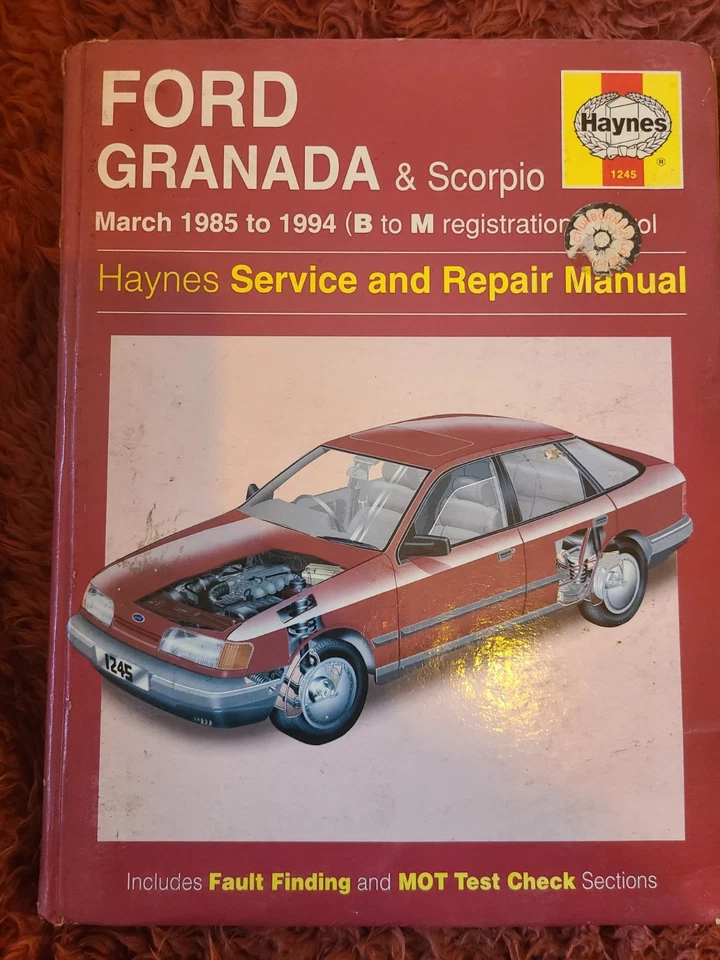 FORD
GRANADA & Scorpio
Haynes
®
1245
March 1985 to 1994 (B to M registration
Haynes Service and Repair Manual
1245
Includes Fault Finding and MOT Test Check Sections